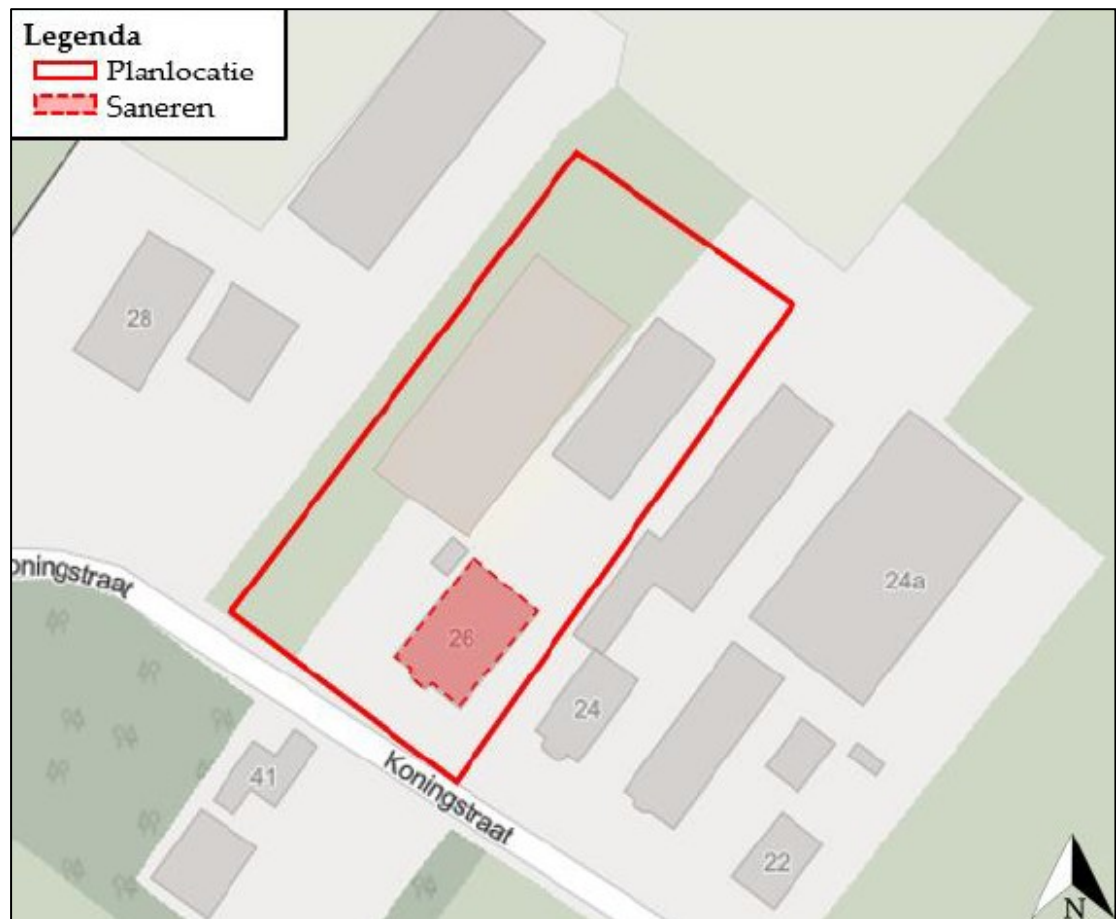 Legenda
Planlocatie
Saneren
28
oningstraat
26
24a
24
41
Koningstraat
22
N